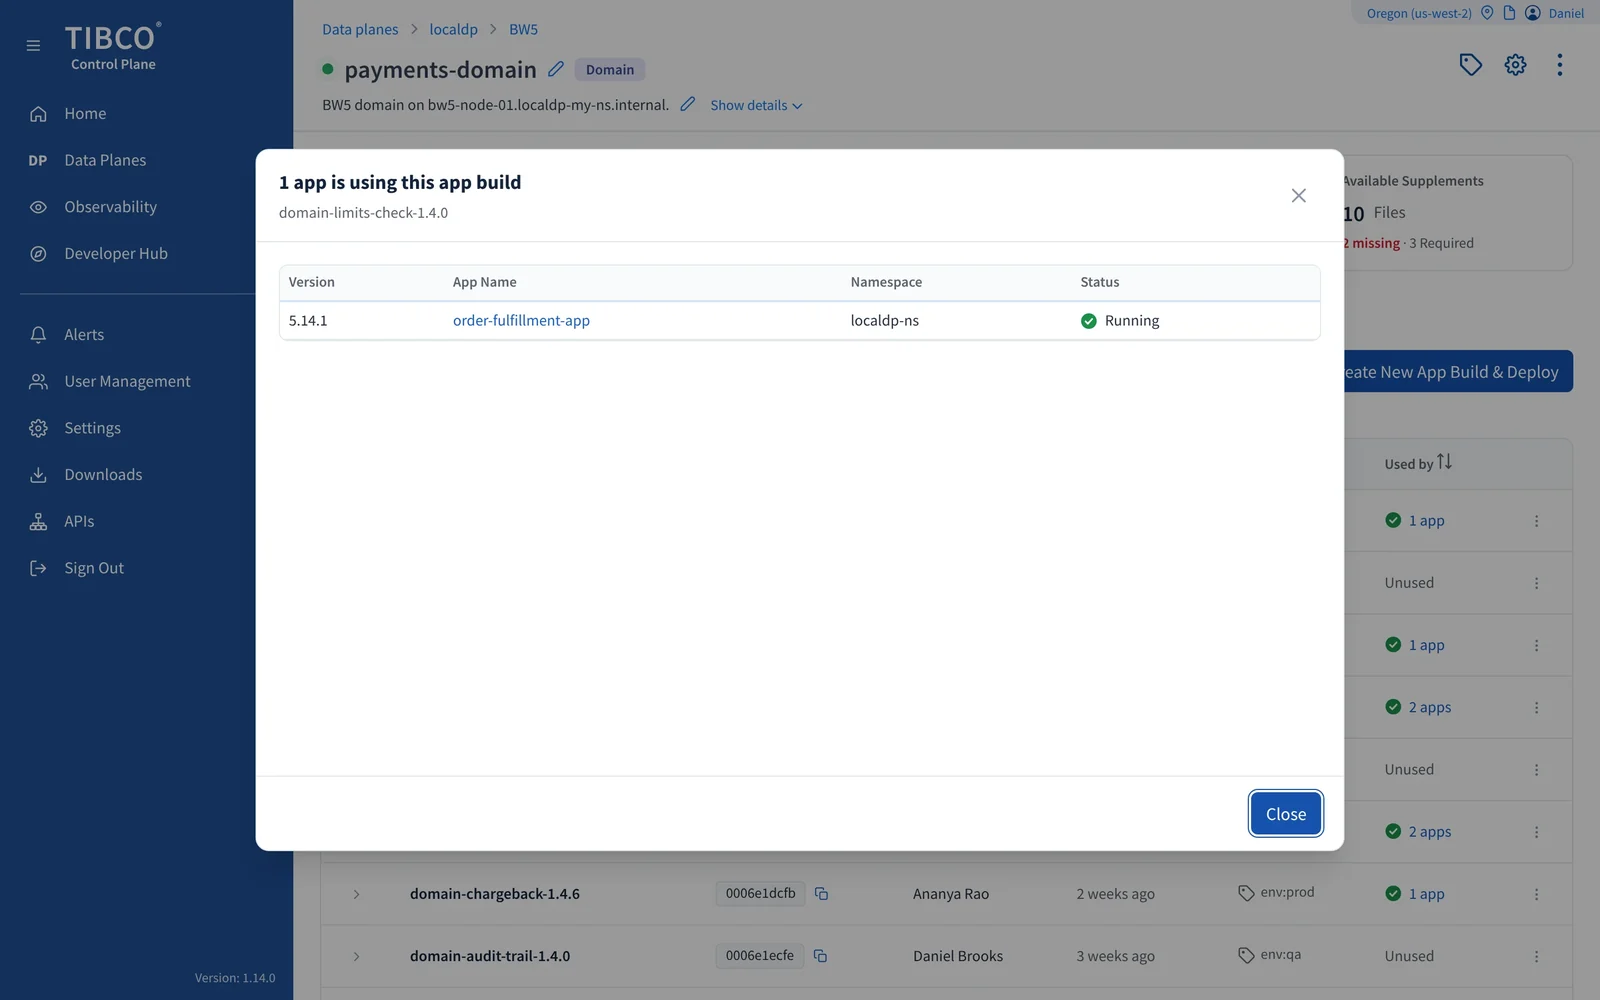 TIBCO®
Control Plane
Home
DP Data Planes
Observability
Developer Hub
Alerts
User Management
Settings
Downloads
APIs
Sign Out
Version: 1.14.0
Oregon (us-west-2) Daniel
Data planes > localdp > BW5
payments-domain Domain
BW5 domain on bw5-node-01.localdp-my-ns.internal. Show details
Available Supplements
10 Files
2 missing · 3 Required
eate New App Build & Deploy
1 app is using this app build
domain-limits-check-1.4.0
Version App Name Namespace Status
5.14.1 order-fulfillment-app localdp-ns Running
Close
Used by
1 app
Unused
1 app
2 apps
Unused
2 apps
domain-chargeback-1.4.6 0006e1dcfb Ananya Rao 2 weeks ago env:prod 1 app
domain-audit-trail-1.4.0 0006e1ecfe Daniel Brooks 3 weeks ago env:qa Unused